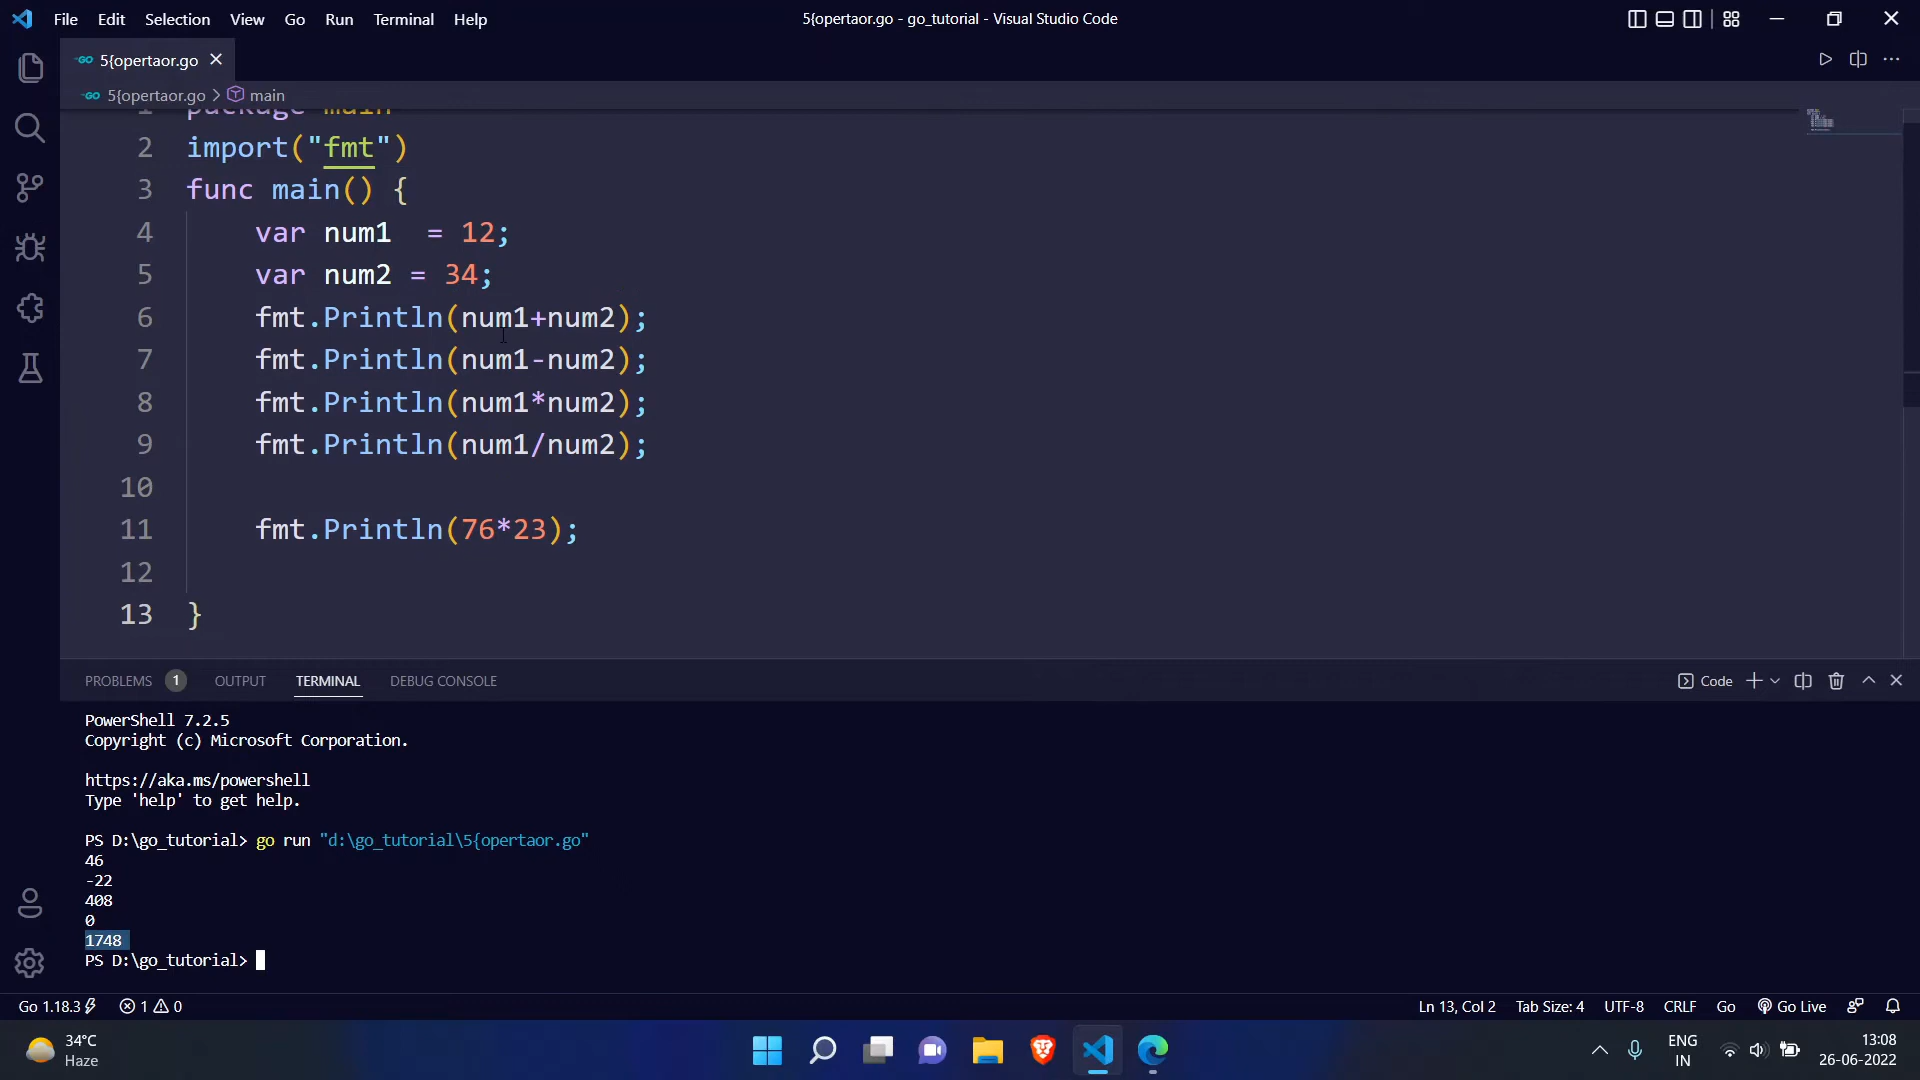 File Edit Selection View Go Run Terminal Help
5{opertaor.go - go_tutorial - Visual Studio Code
GO 5{opertaor.go
GO 5{opertaor.go > main
1 package main
2 import("fmt")
3 func main() {
4 var num1  = 12;
5 var num2 = 34;
6 fmt.Println(num1+num2);
7 fmt.Println(num1-num2);
8 fmt.Println(num1*num2);
9 fmt.Println(num1/num2);
10
11 fmt.Println(76*23);
12
13 }
PROBLEMS 1 OUTPUT TERMINAL DEBUG CONSOLE
Code
PowerShell 7.2.5
Copyright (c) Microsoft Corporation.
https://aka.ms/powershell
Type 'help' to get help.
PS D:\go_tutorial> go run "d:\go_tutorial\5{opertaor.go"
46
-22
408
0
1748
PS D:\go_tutorial>
Go 1.18.3 1 0 Ln 13, Col 2 Tab Size: 4 UTF-8 CRLF Go Go Live
34°C
Haze
ENG
IN
13:08
26-06-2022